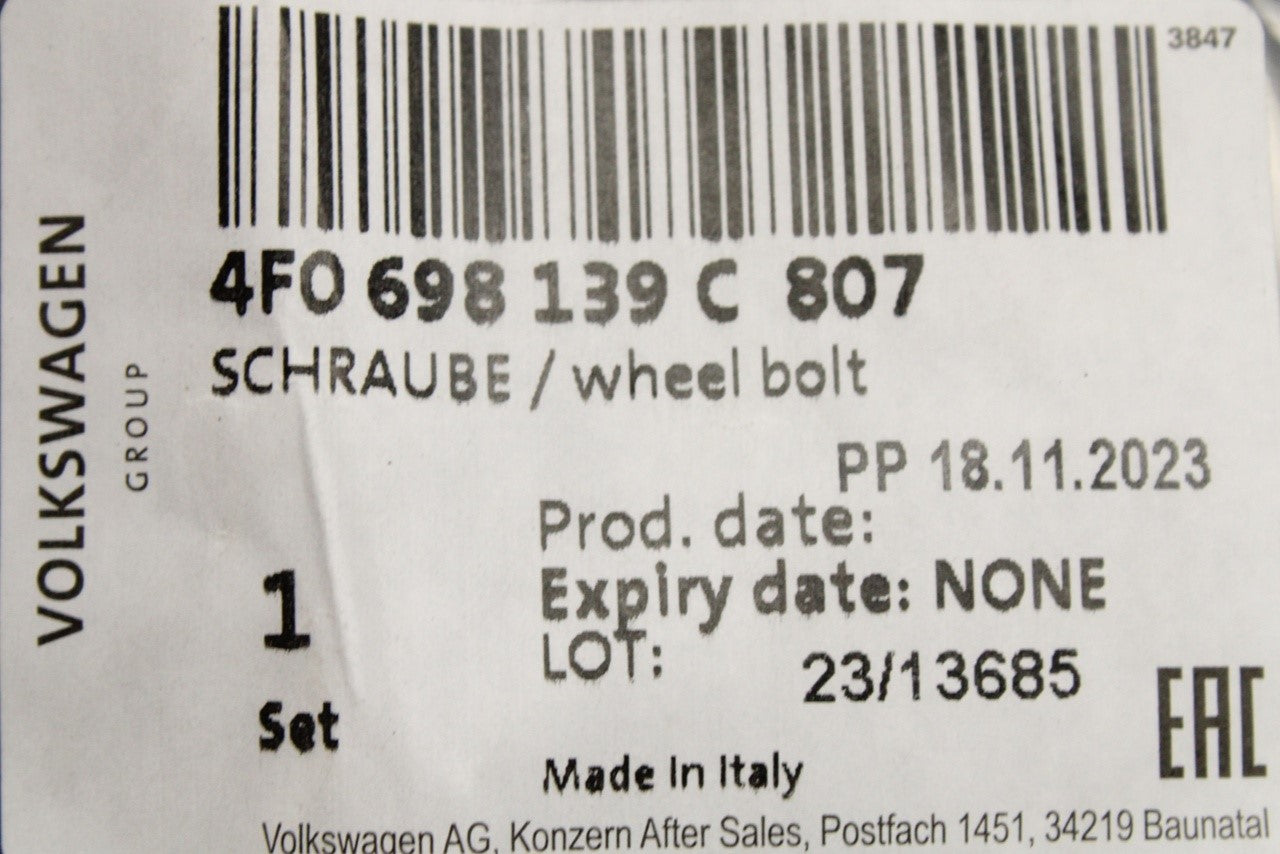 3847
VOLKSWAGEN
GROUP
4F0 698 139 C 807
SCHRAUBE / wheel bolt
PP 18.11.2023
Prod. date:
Expiry date: NONE
LOT: 23/13685
1
Set
EAC
Made In Italy
Volkswagen AG, Konzern After Sales, Postfach 1451, 34219 Baunatal